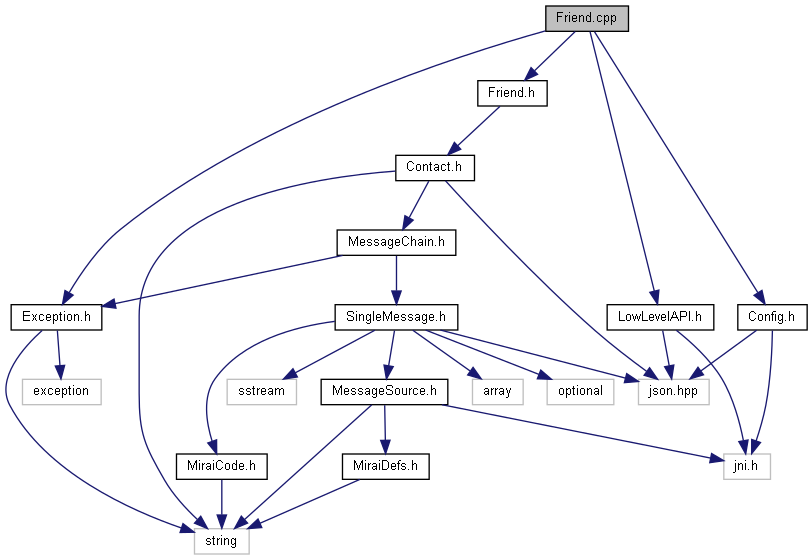 Friend.cpp
Friend.h
Contact.h
MessageChain.h
Exception.h
SingleMessage.h
LowLevelAPI.h
Config.h
exception
sstream
MessageSource.h
array
optional
json.hpp
MiraiCode.h
MiraiDefs.h
jni.h
string